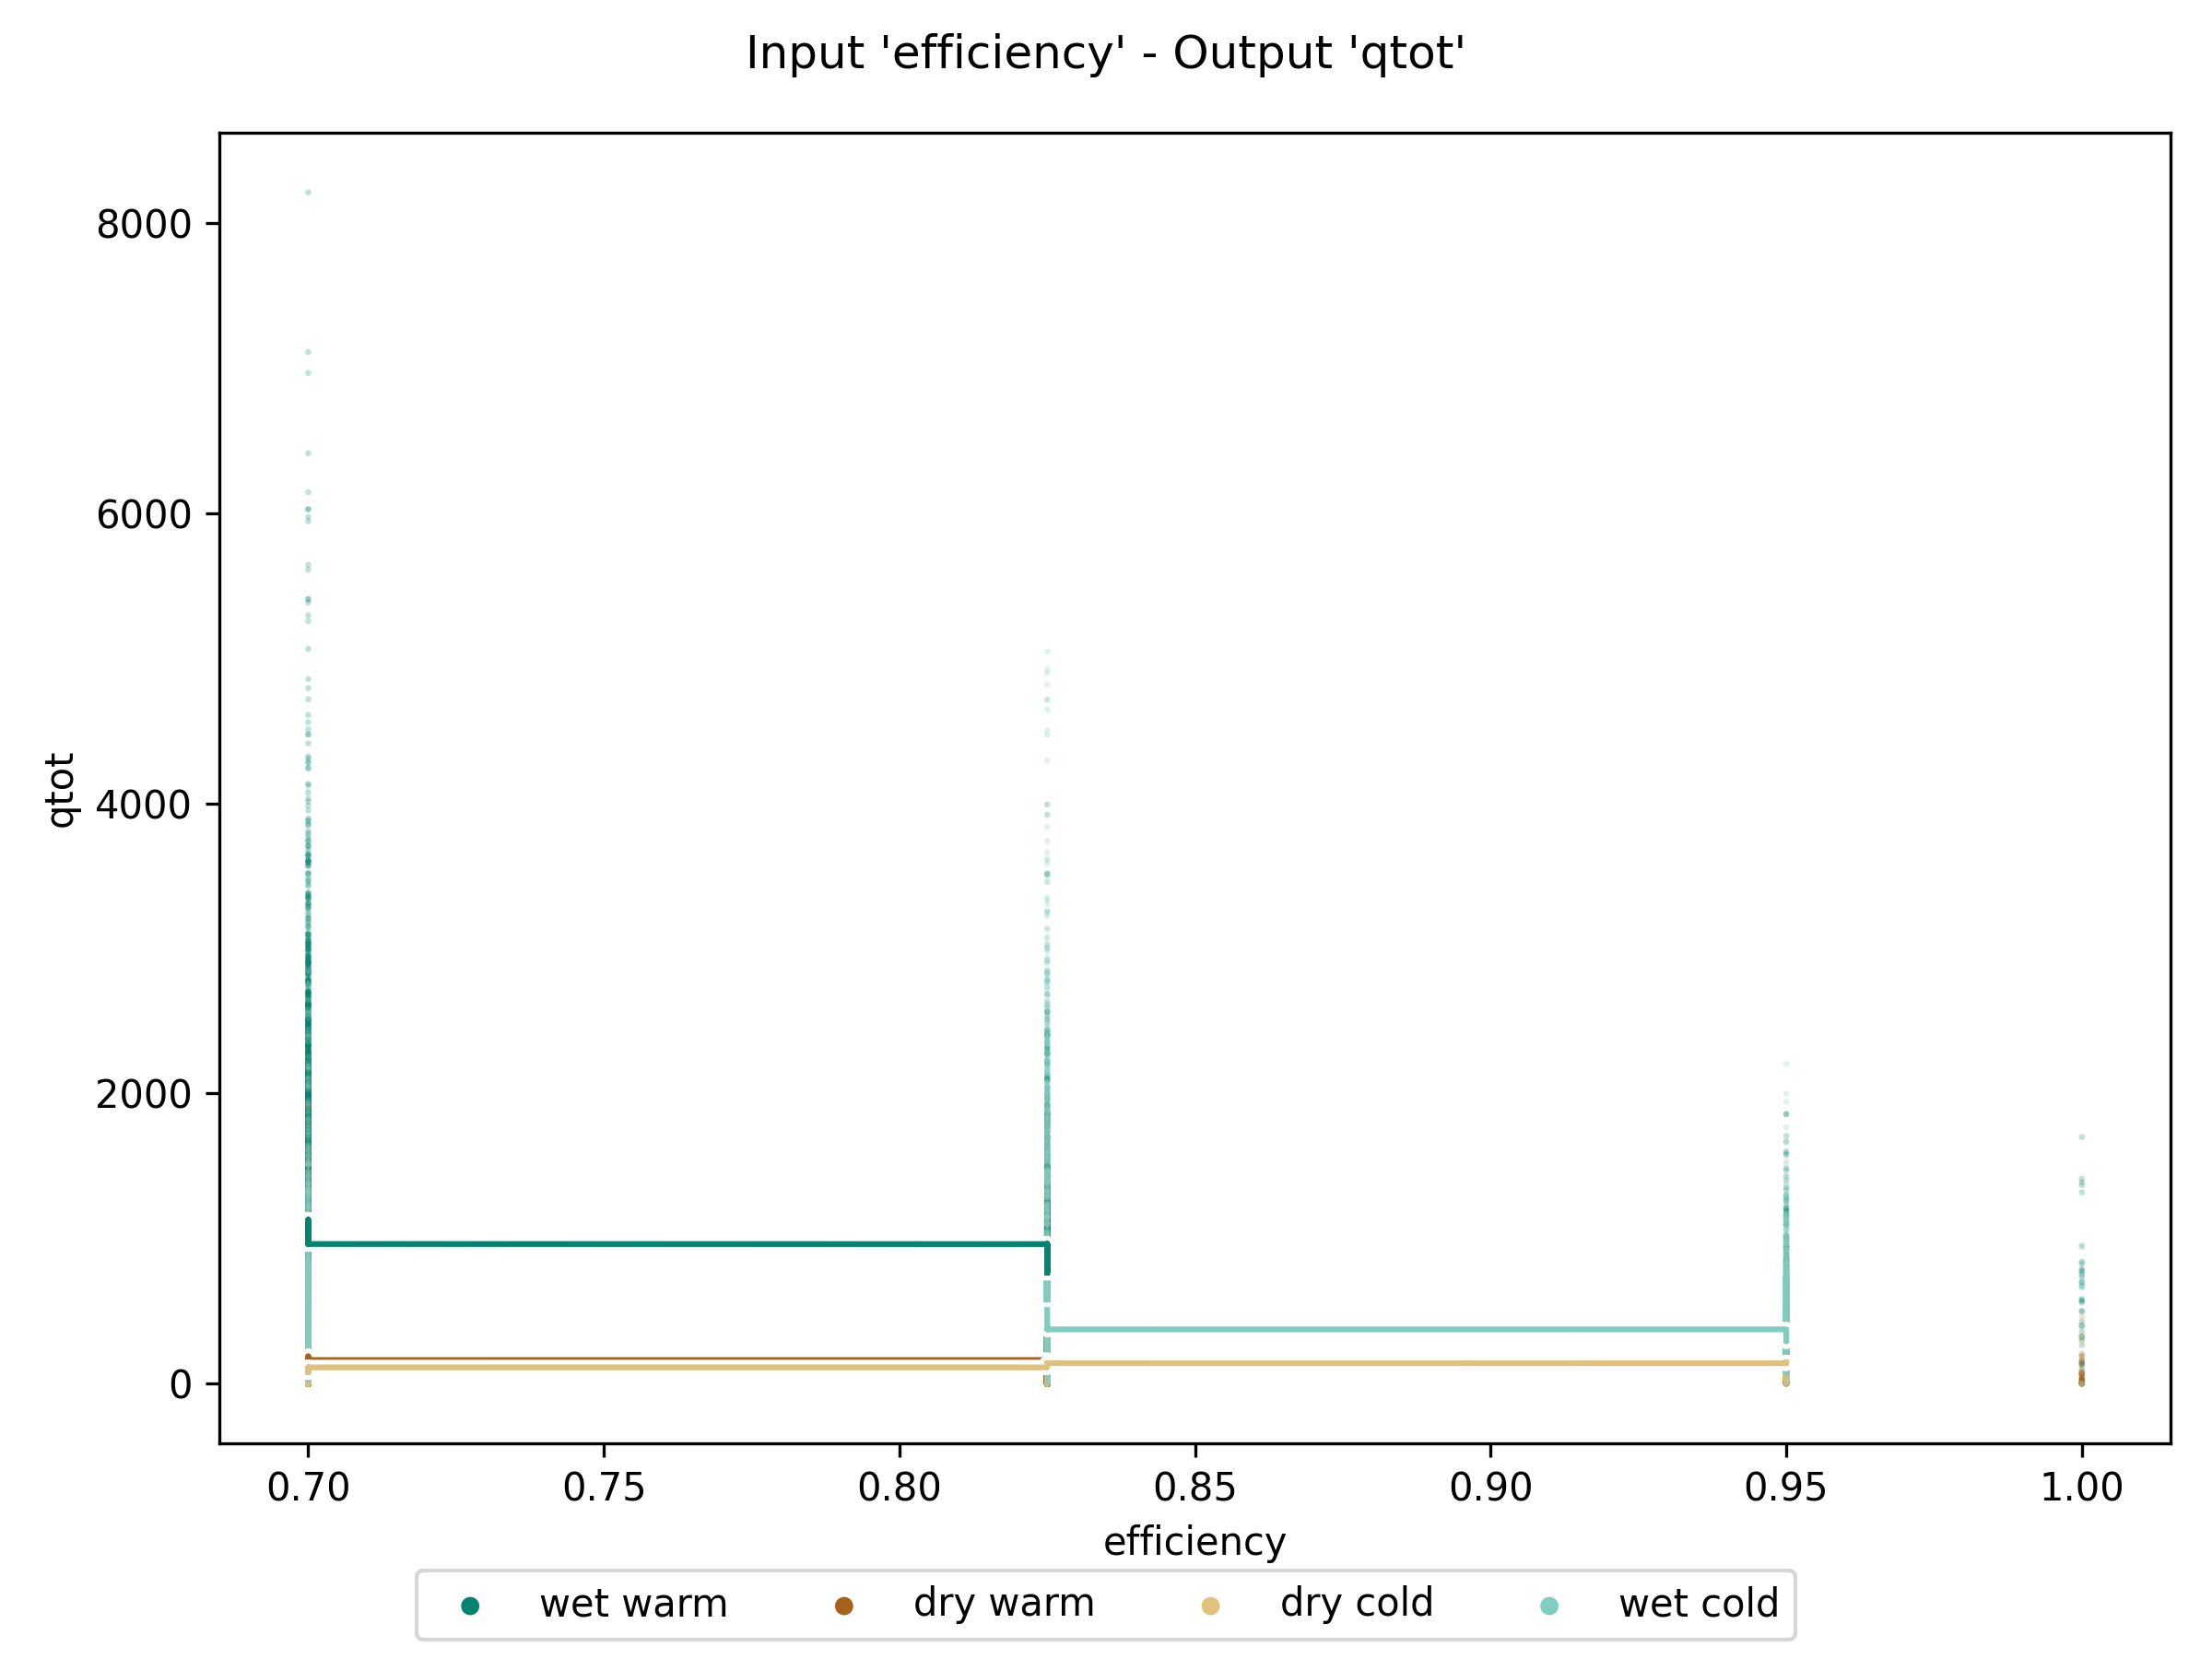 Input 'efficiency' - Output 'qtot'
8000
6000
4000
2000
0
qtot
0.70 0.75 0.80 0.85 0.90 0.95 1.00
efficiency
wet warm dry warm dry cold wet cold